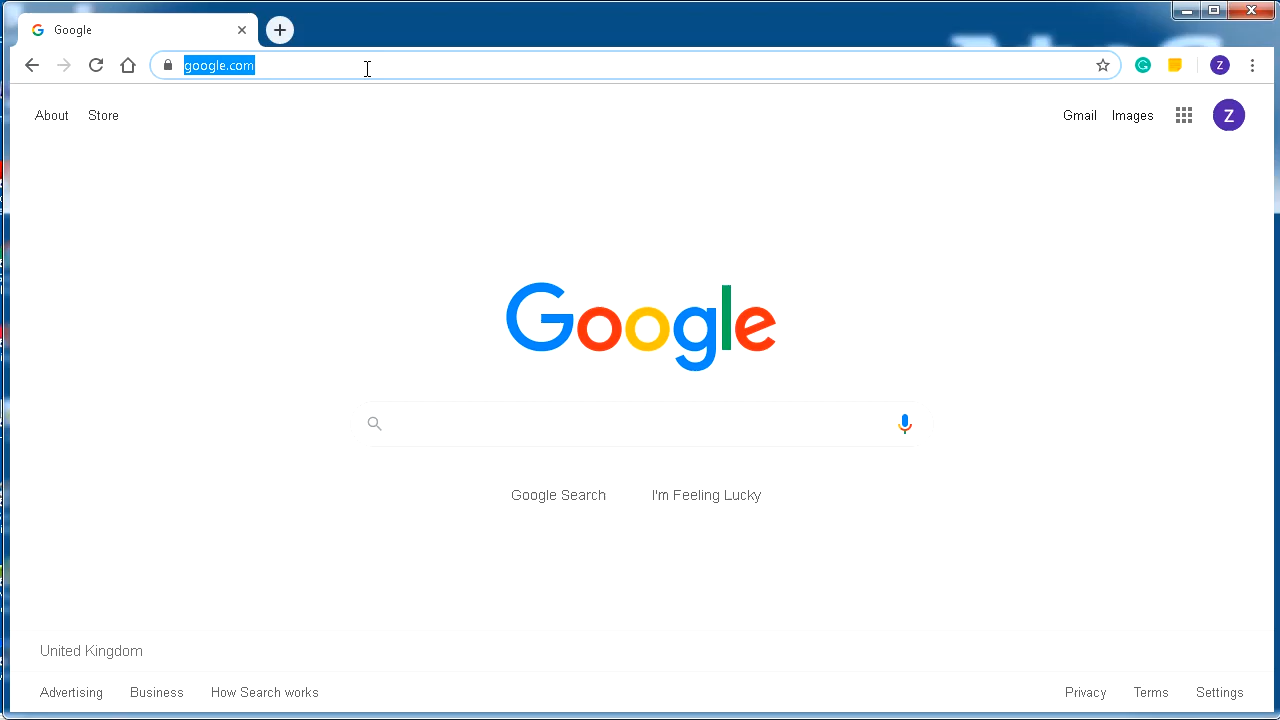 Google
google.com
Z
About Store Gmail Images Z
Google
Google Search I'm Feeling Lucky
United Kingdom
Advertising Business How Search works Privacy Terms Settings